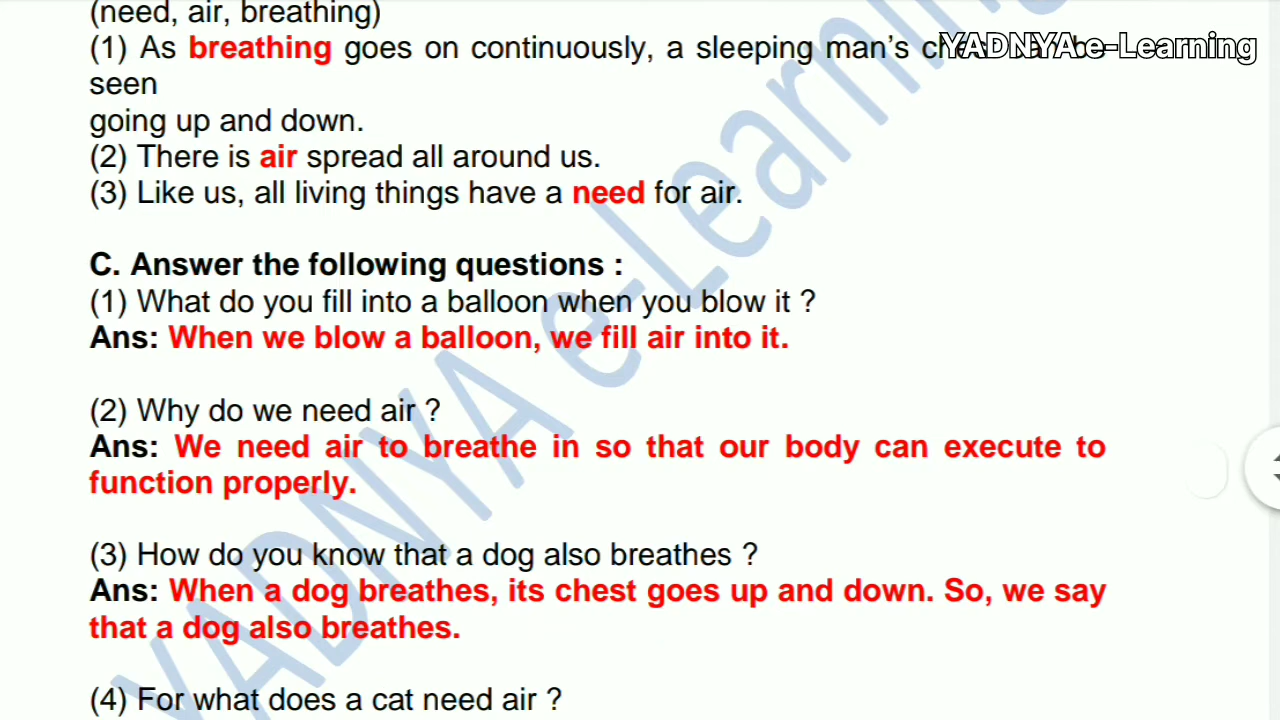 (need, air, breathing)
(1) As breathing goes on continuously, a sleeping man's
YADNYA e-Learning
seen
going up and down.
(2) There is air spread all around us.
(3) Like us, all living things have a need for air.
C. Answer the following questions :
(1) What do you fill into a balloon when you blow it ?
Ans: When we blow a balloon, we fill air into it.
(2) Why do we need air ?
Ans: We need air to breathe in so that our body can execute to
function properly.
(3) How do you know that a dog also breathes ?
Ans: When a dog breathes, its chest goes up and down. So, we say
that a dog also breathes.
(4) For what does a cat need air ?
YADNYA e-Learning